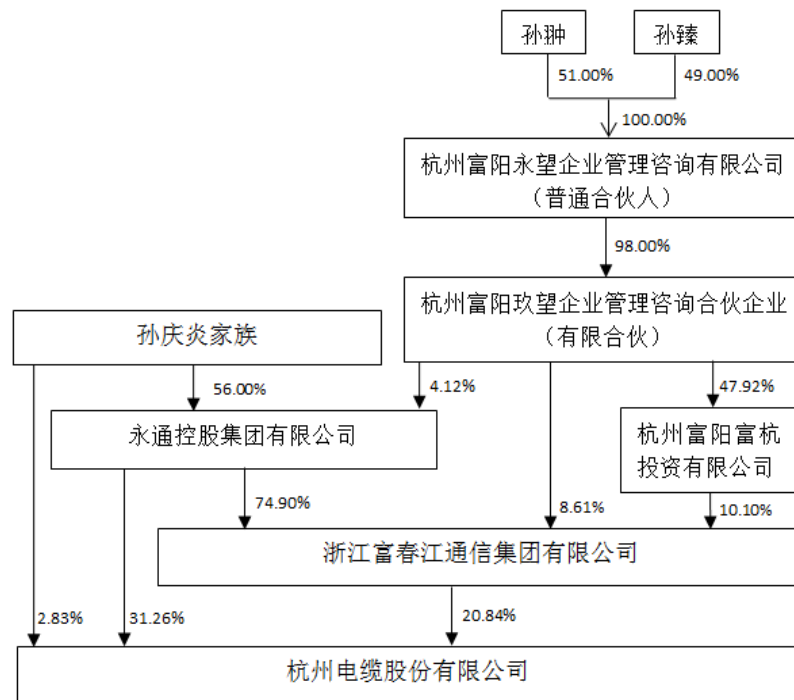 孙翀
孙臻
51.00%
49.00%
100.00%
杭州富阳永望企业管理咨询有限公司
（普通合伙人）
98.00%
杭州富阳玖望企业管理咨询合伙企业
（有限合伙）
孙庆炎家族
56.00%
4.12%
47.92%
永通控股集团有限公司
杭州富阳富杭
投资有限公司
74.90%
8.61%
10.10%
浙江富春江通信集团有限公司
2.83%
31.26%
20.84%
杭州电缆股份有限公司